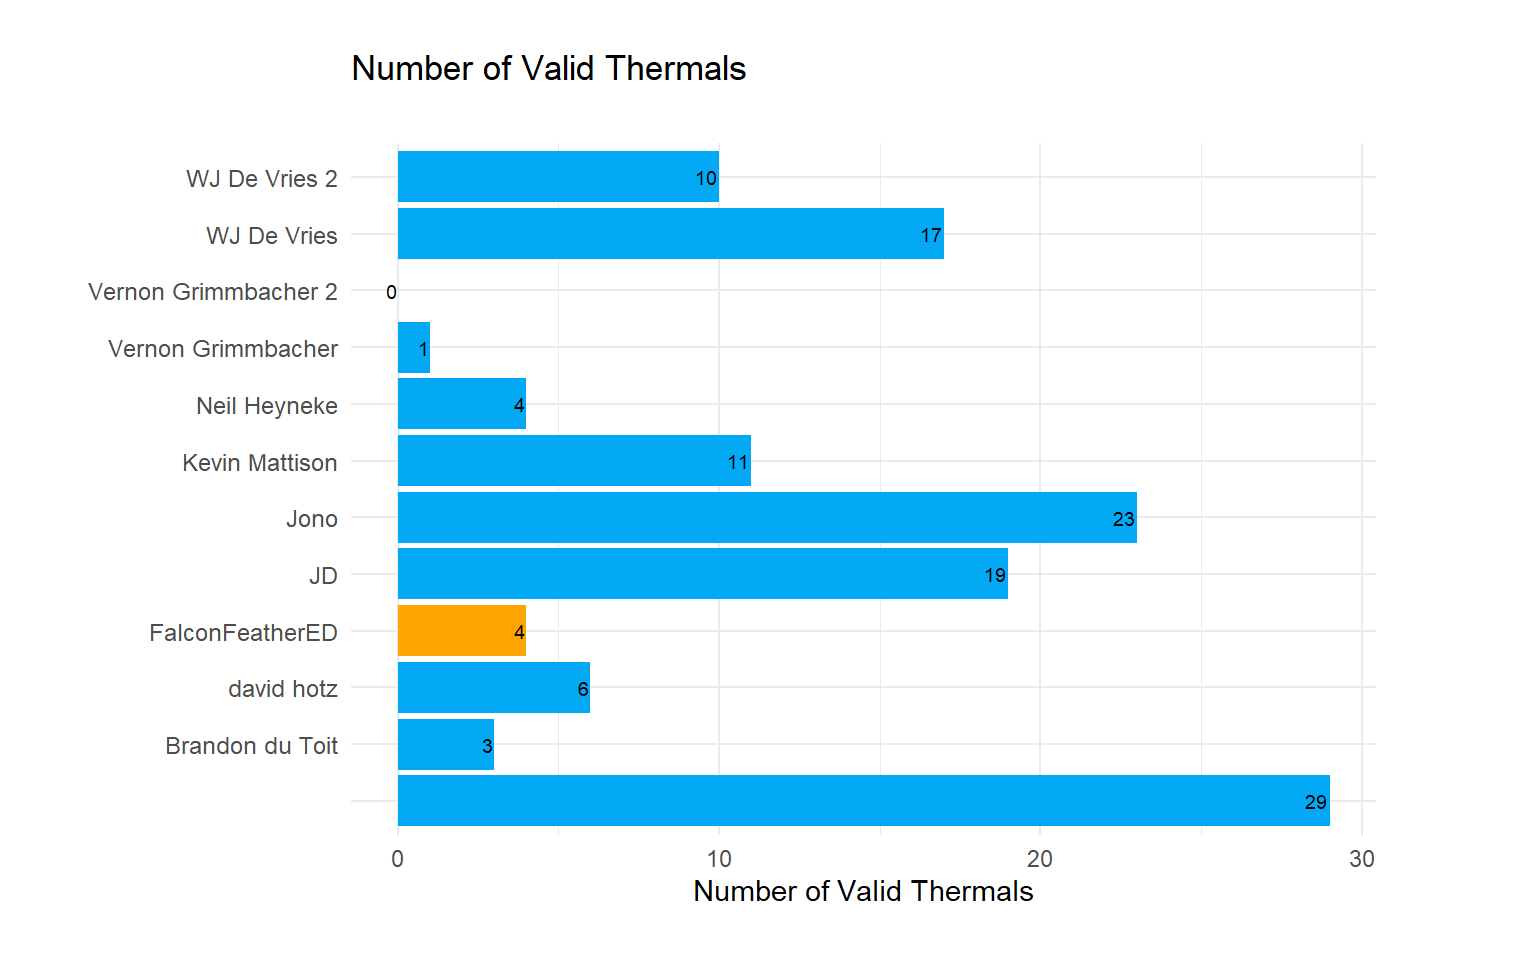 Number of Valid Thermals
WJ De Vries 2
10
WJ De Vries
17
Vernon Grimmbacher 2
0
Vernon Grimmbacher
1
Neil Heyneke
4
Kevin Mattison
11
Jono
23
JD
19
FalconFeatherED
4
david hotz
6
Brandon du Toit
3
29
0 10 20 30
Number of Valid Thermals